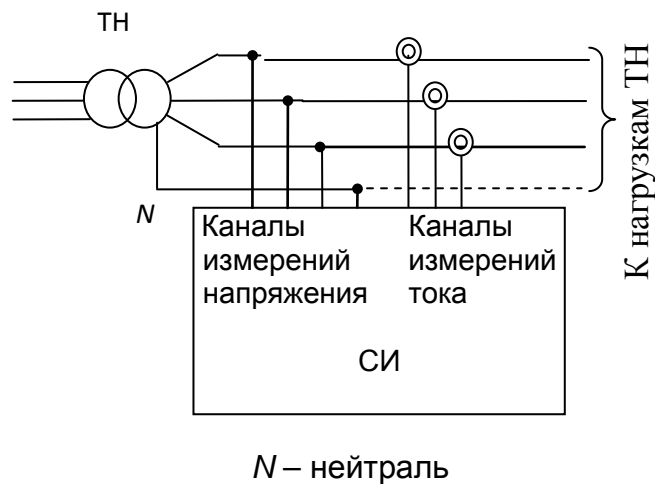 ТН
N
Каналы
измерений
напряжения
Каналы
измерений
тока
СИ
К нагрузкам ТН
N – нейтраль